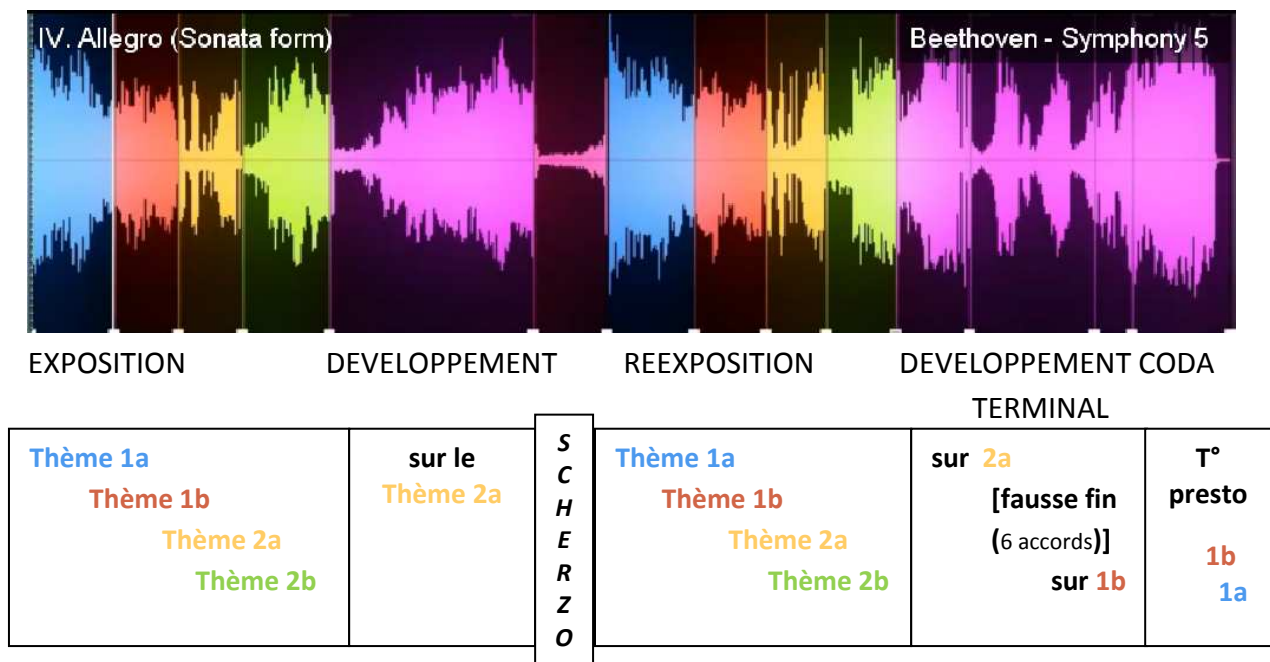 IV. Allegro (Sonata form)
Beethoven - Symphony 5
EXPOSITION
DEVELOPPEMENT
REEXPOSITION
DEVELOPPEMENT CODA
TERMINAL
Thème 1a
Thème 1b
Thème 2a
Thème 2b
sur le
Thème 2a
S
C
H
E
R
Z
O
Thème 1a
Thème 1b
Thème 2a
Thème 2b
sur 2a
[fausse fin
(6 accords)]
sur 1b
T°
presto
1b
1a